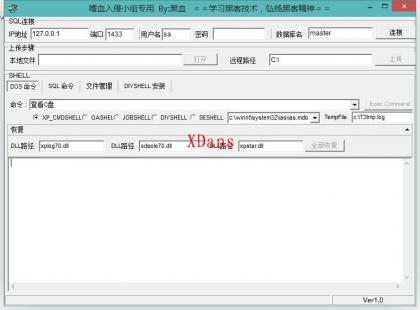 嗜血入侵小组专用 By:黑血 ==学习黑客技术,弘扬黑客精神==
SQL连接
IP地址 127.0.0.1 端口 1433 用户名 sa 密码 数据库名 master 连接
上传步骤
本地文件 打开 远程路径 C:\ 上传
SHELL
DOS 命令 SQL 命令 文件管理 DIYSHELL 安装
命令: 查看C盘 Exec Command
XP_CMDSHELL OASHEL JOBSHELL DIYSHELL SESHELL c:\winnt\system32\ias\ias.mdb TempFile c:\T3tmp.log
恢复
XDans
DLL路径 xplog70.dll DLL路径 odsole70.dll DLL路径 xpstar.dll 全部恢复
Ver1.0